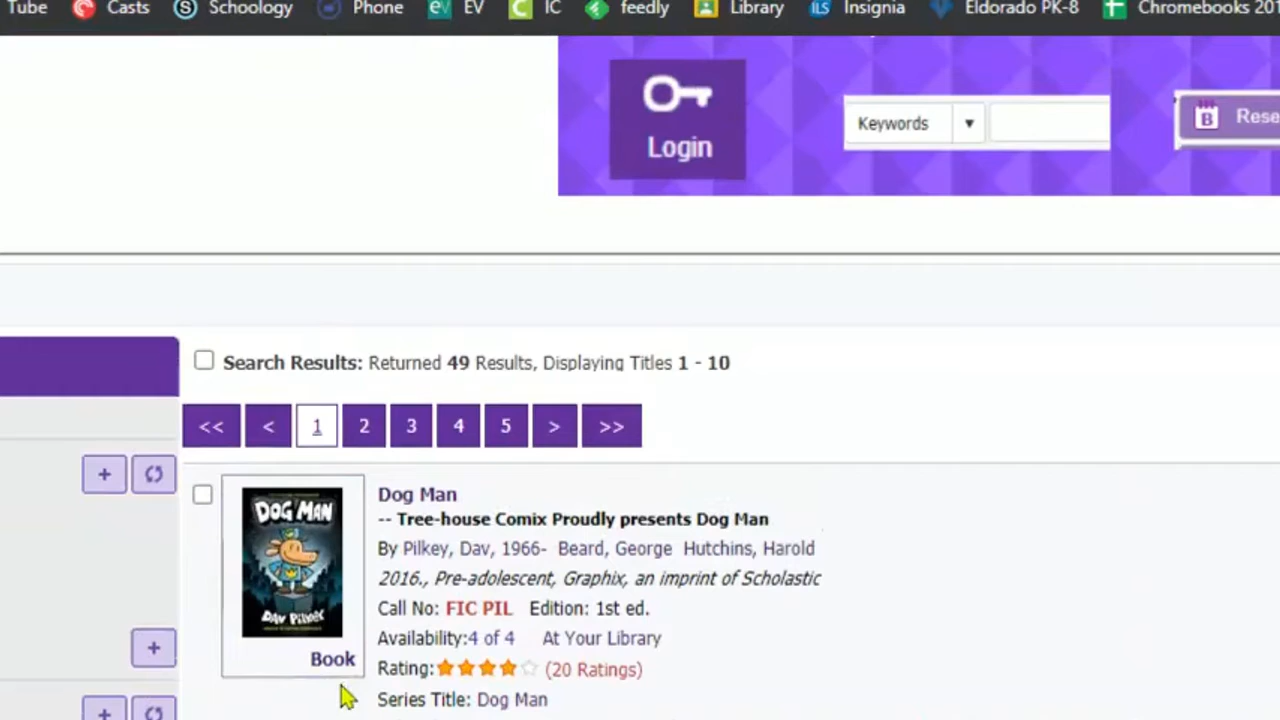 Tube Casts Schoology Phone EV IC feedly Library Insignia Eldorado PK-8 Chromebooks 201
Login
Keywords
B Rese
Search Results: Returned 49 Results, Displaying Titles 1 - 10
<< < 1 2 3 4 5 > >>
DOG MAN
DAV PILKEY
Book
Dog Man
-- Tree-house Comix Proudly presents Dog Man
By Pilkey, Dav, 1966- Beard, George Hutchins, Harold
2016., Pre-adolescent, Graphix, an imprint of Scholastic
Call No: FIC PIL Edition: 1st ed.
Availability:4 of 4 At Your Library
Rating: (20 Ratings)
Series Title: Dog Man